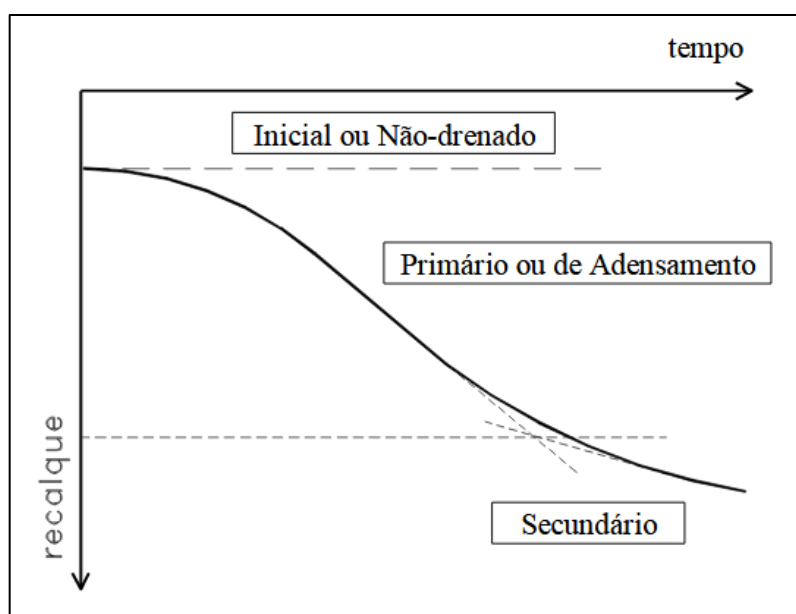 tempo
Inicial ou Não-drenado
Primário ou de Adensamento
recalque
Secundário